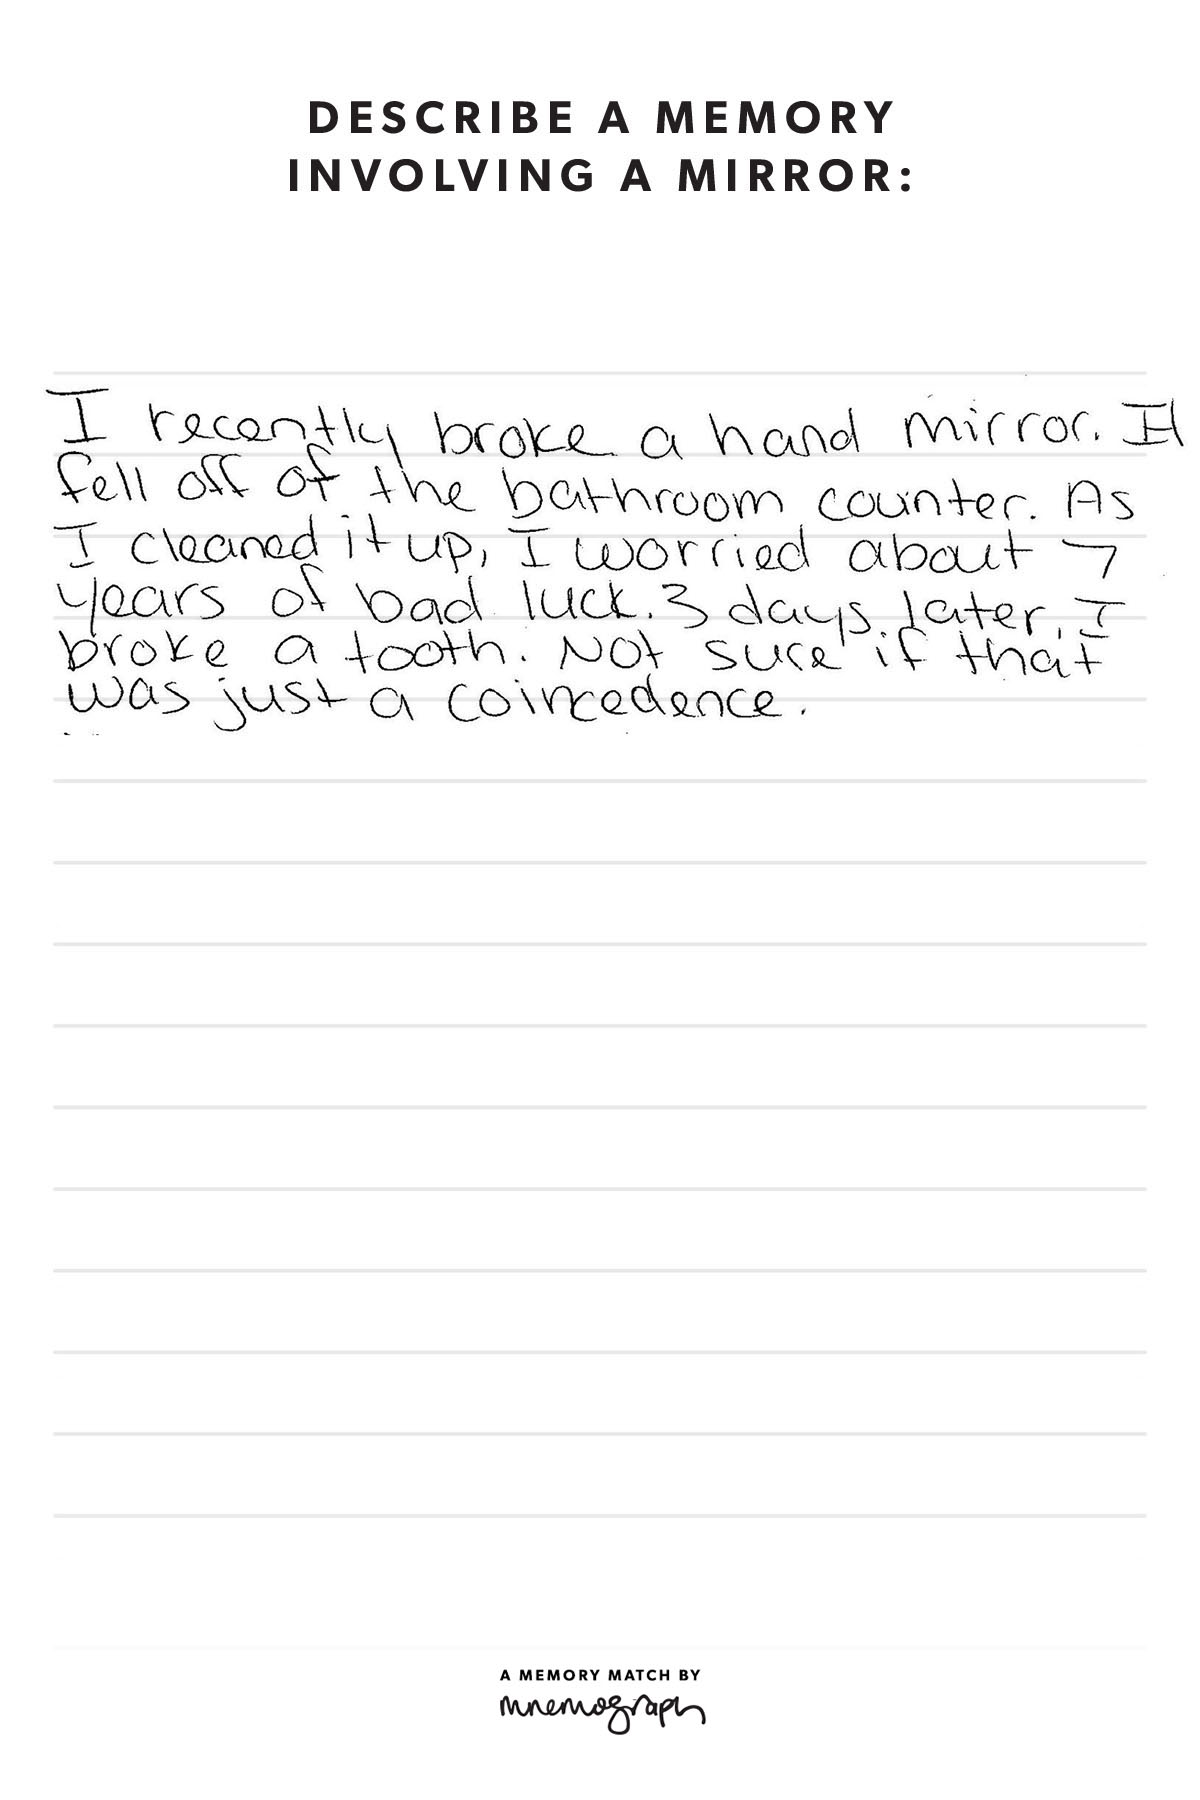 DESCRIBE A MEMORY
INVOLVING A MIRROR:
I recently broke a hand mirror. It
fell off of the bathroom counter. As
I cleaned it up, I worried about 7
years of bad luck. 3 days later, I
broke a tooth. Not sure if that
was just a coincedence.
A MEMORY MATCH BY
mnemograph